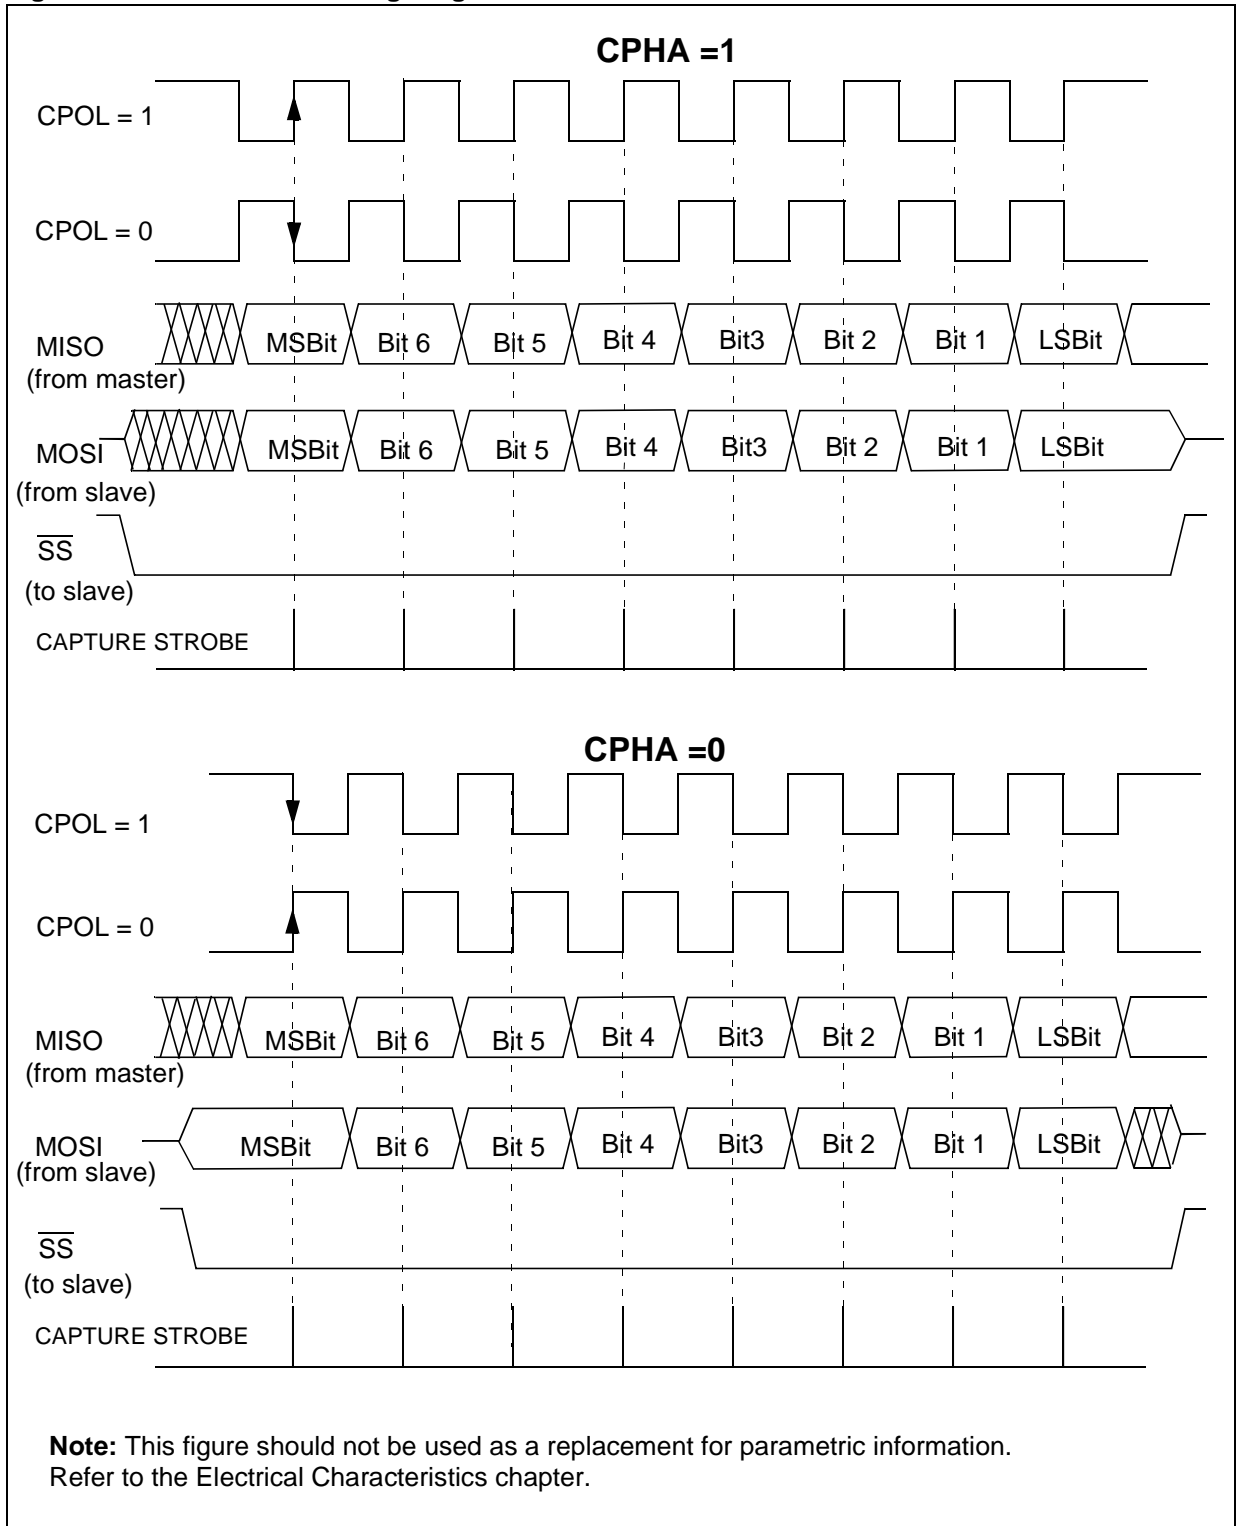 CPHA =1
CPOL = 1
CPOL = 0
MSBit Bit 6 Bit 5 Bit 4 Bit3 Bit 2 Bit 1 LSBit
MISO
(from master)
MSBit Bit 6 Bit 5 Bit 4 Bit3 Bit 2 Bit 1 LSBit
MOSI
(from slave)
SS
(to slave)
CAPTURE STROBE
CPHA =0
CPOL = 1
CPOL = 0
MSBit Bit 6 Bit 5 Bit 4 Bit3 Bit 2 Bit 1 LSBit
MISO
(from master)
MSBit Bit 6 Bit 5 Bit 4 Bit3 Bit 2 Bit 1 LSBit
MOSI
(from slave)
SS
(to slave)
CAPTURE STROBE
Note: This figure should not be used as a replacement for parametric information.
Refer to the Electrical Characteristics chapter.